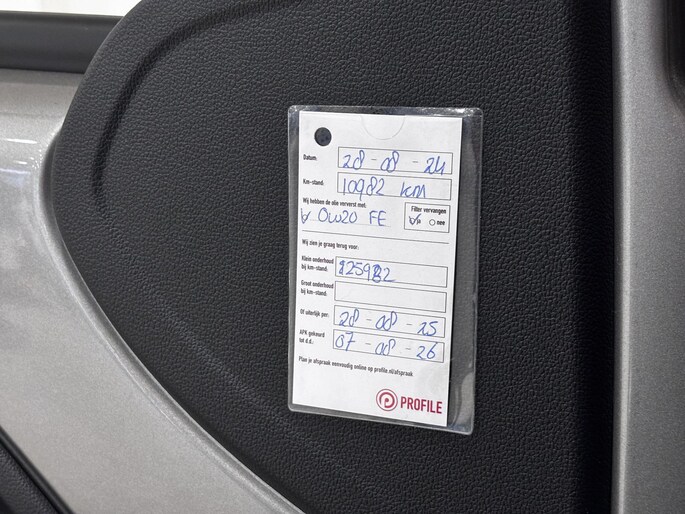 Datum: 28-08-24
Km-stand: 10982 km
Wij hebben de olie ververst met: Filter vervangen
V 0W20 FE ja nee
Wij zien je graag terug voor:
Klein onderhoud
bij km-stand: 25982
Groot onderhoud
bij km-stand:
Of uiterlijk per: 28-08-25
APK gekeurd
tot d.d.: 07-08-26
Plan je afspraak eenvoudig online op profile.nl/afspraak
PROFILE